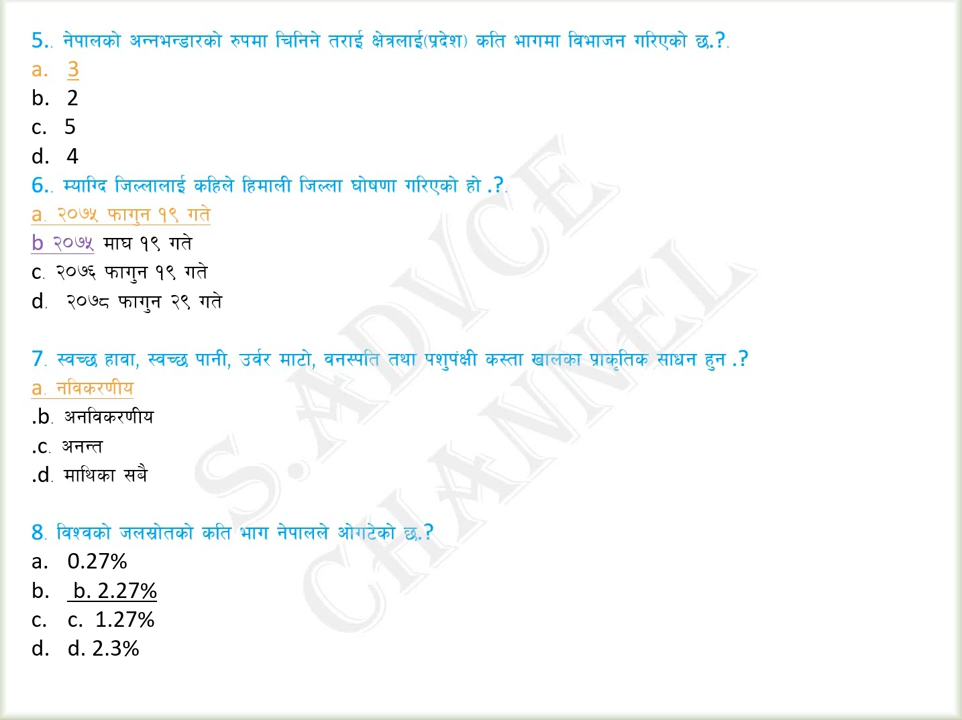 5.. नेपालको अन्नभन्डारको रुपमा चिनिने तराई क्षेत्रलाई(प्रदेश) कति भागमा विभाजन गरिएको छ.?.
a. 3
b. 2
c. 5
d. 4
6.. म्याग्दि जिल्लालाई कहिले हिमाली जिल्ला घोषणा गरिएको हो .?.
a. २०७५ फागुन १९ गते
b २०७५ माघ १९ गते
c. २०७६ फागुन १९ गते
d. २०७८ फागुन २९ गते
7. स्वच्छ हावा, स्वच्छ पानी, उर्वर माटो, वनस्पति तथा पशुपंक्षी कस्ता खालका प्राकृतिक साधन हुन .?
a. नविकरणीय
.b. अनविकरणीय
.c. अनन्त
.d. माथिका सबै
8. विश्वको जलस्रोतको कति भाग नेपालले ओगटेको छ.?
a. 0.27%
b. b. 2.27%
c. c. 1.27%
d. d. 2.3%
S.ADVCE
CHANNEL